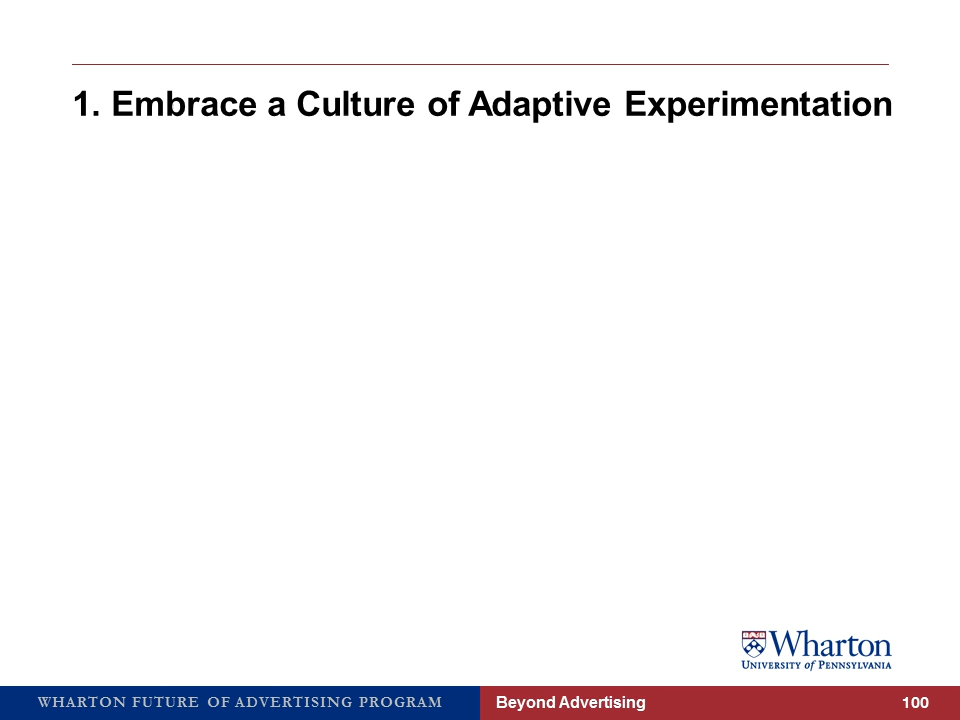 1. Embrace a Culture of Adaptive Experimentation
Wharton
UNIVERSITY of PENNSYLVANIA
WHARTON FUTURE OF ADVERTISING PROGRAM
Beyond Advertising
100